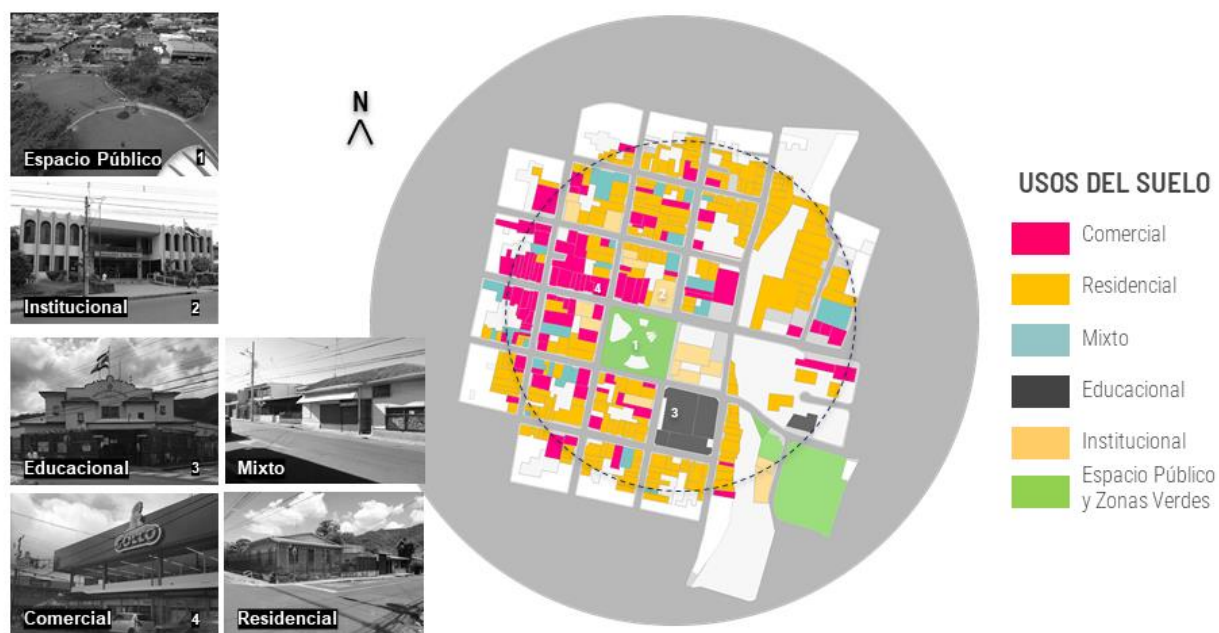 Espacio Público 1
Institucional 2
Educacional 3
Mixto
Comercial 4
Residencial
GOLLO
N
1
2
3
4
USOS DEL SUELO
Comercial
Residencial
Mixto
Educacional
Institucional
Espacio Público
y Zonas Verdes